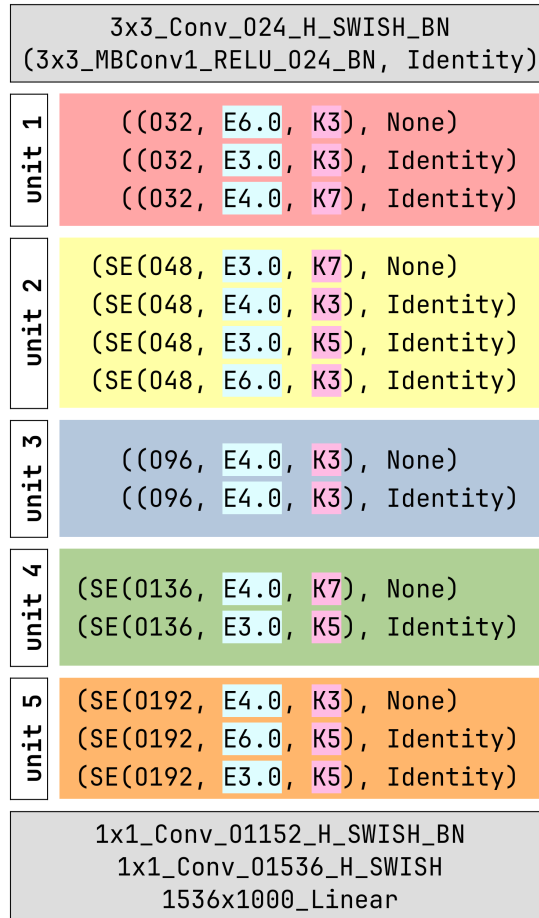 3x3_Conv_O24_H_SWISH_BN
(3x3_MBConv1_RELU_O24_BN, Identity)
unit 1
((O32, E6.0, K3), None)
((O32, E3.0, K3), Identity)
((O32, E4.0, K7), Identity)
unit 2
(SE(O48, E3.0, K7), None)
(SE(O48, E4.0, K3), Identity)
(SE(O48, E3.0, K5), Identity)
(SE(O48, E6.0, K3), Identity)
unit 3
((O96, E4.0, K3), None)
((O96, E4.0, K3), Identity)
unit 4
(SE(O136, E4.0, K7), None)
(SE(O136, E3.0, K5), Identity)
unit 5
(SE(O192, E4.0, K3), None)
(SE(O192, E6.0, K5), Identity)
(SE(O192, E3.0, K5), Identity)
1x1_Conv_O1152_H_SWISH_BN
1x1_Conv_O1536_H_SWISH
1536x1000_Linear